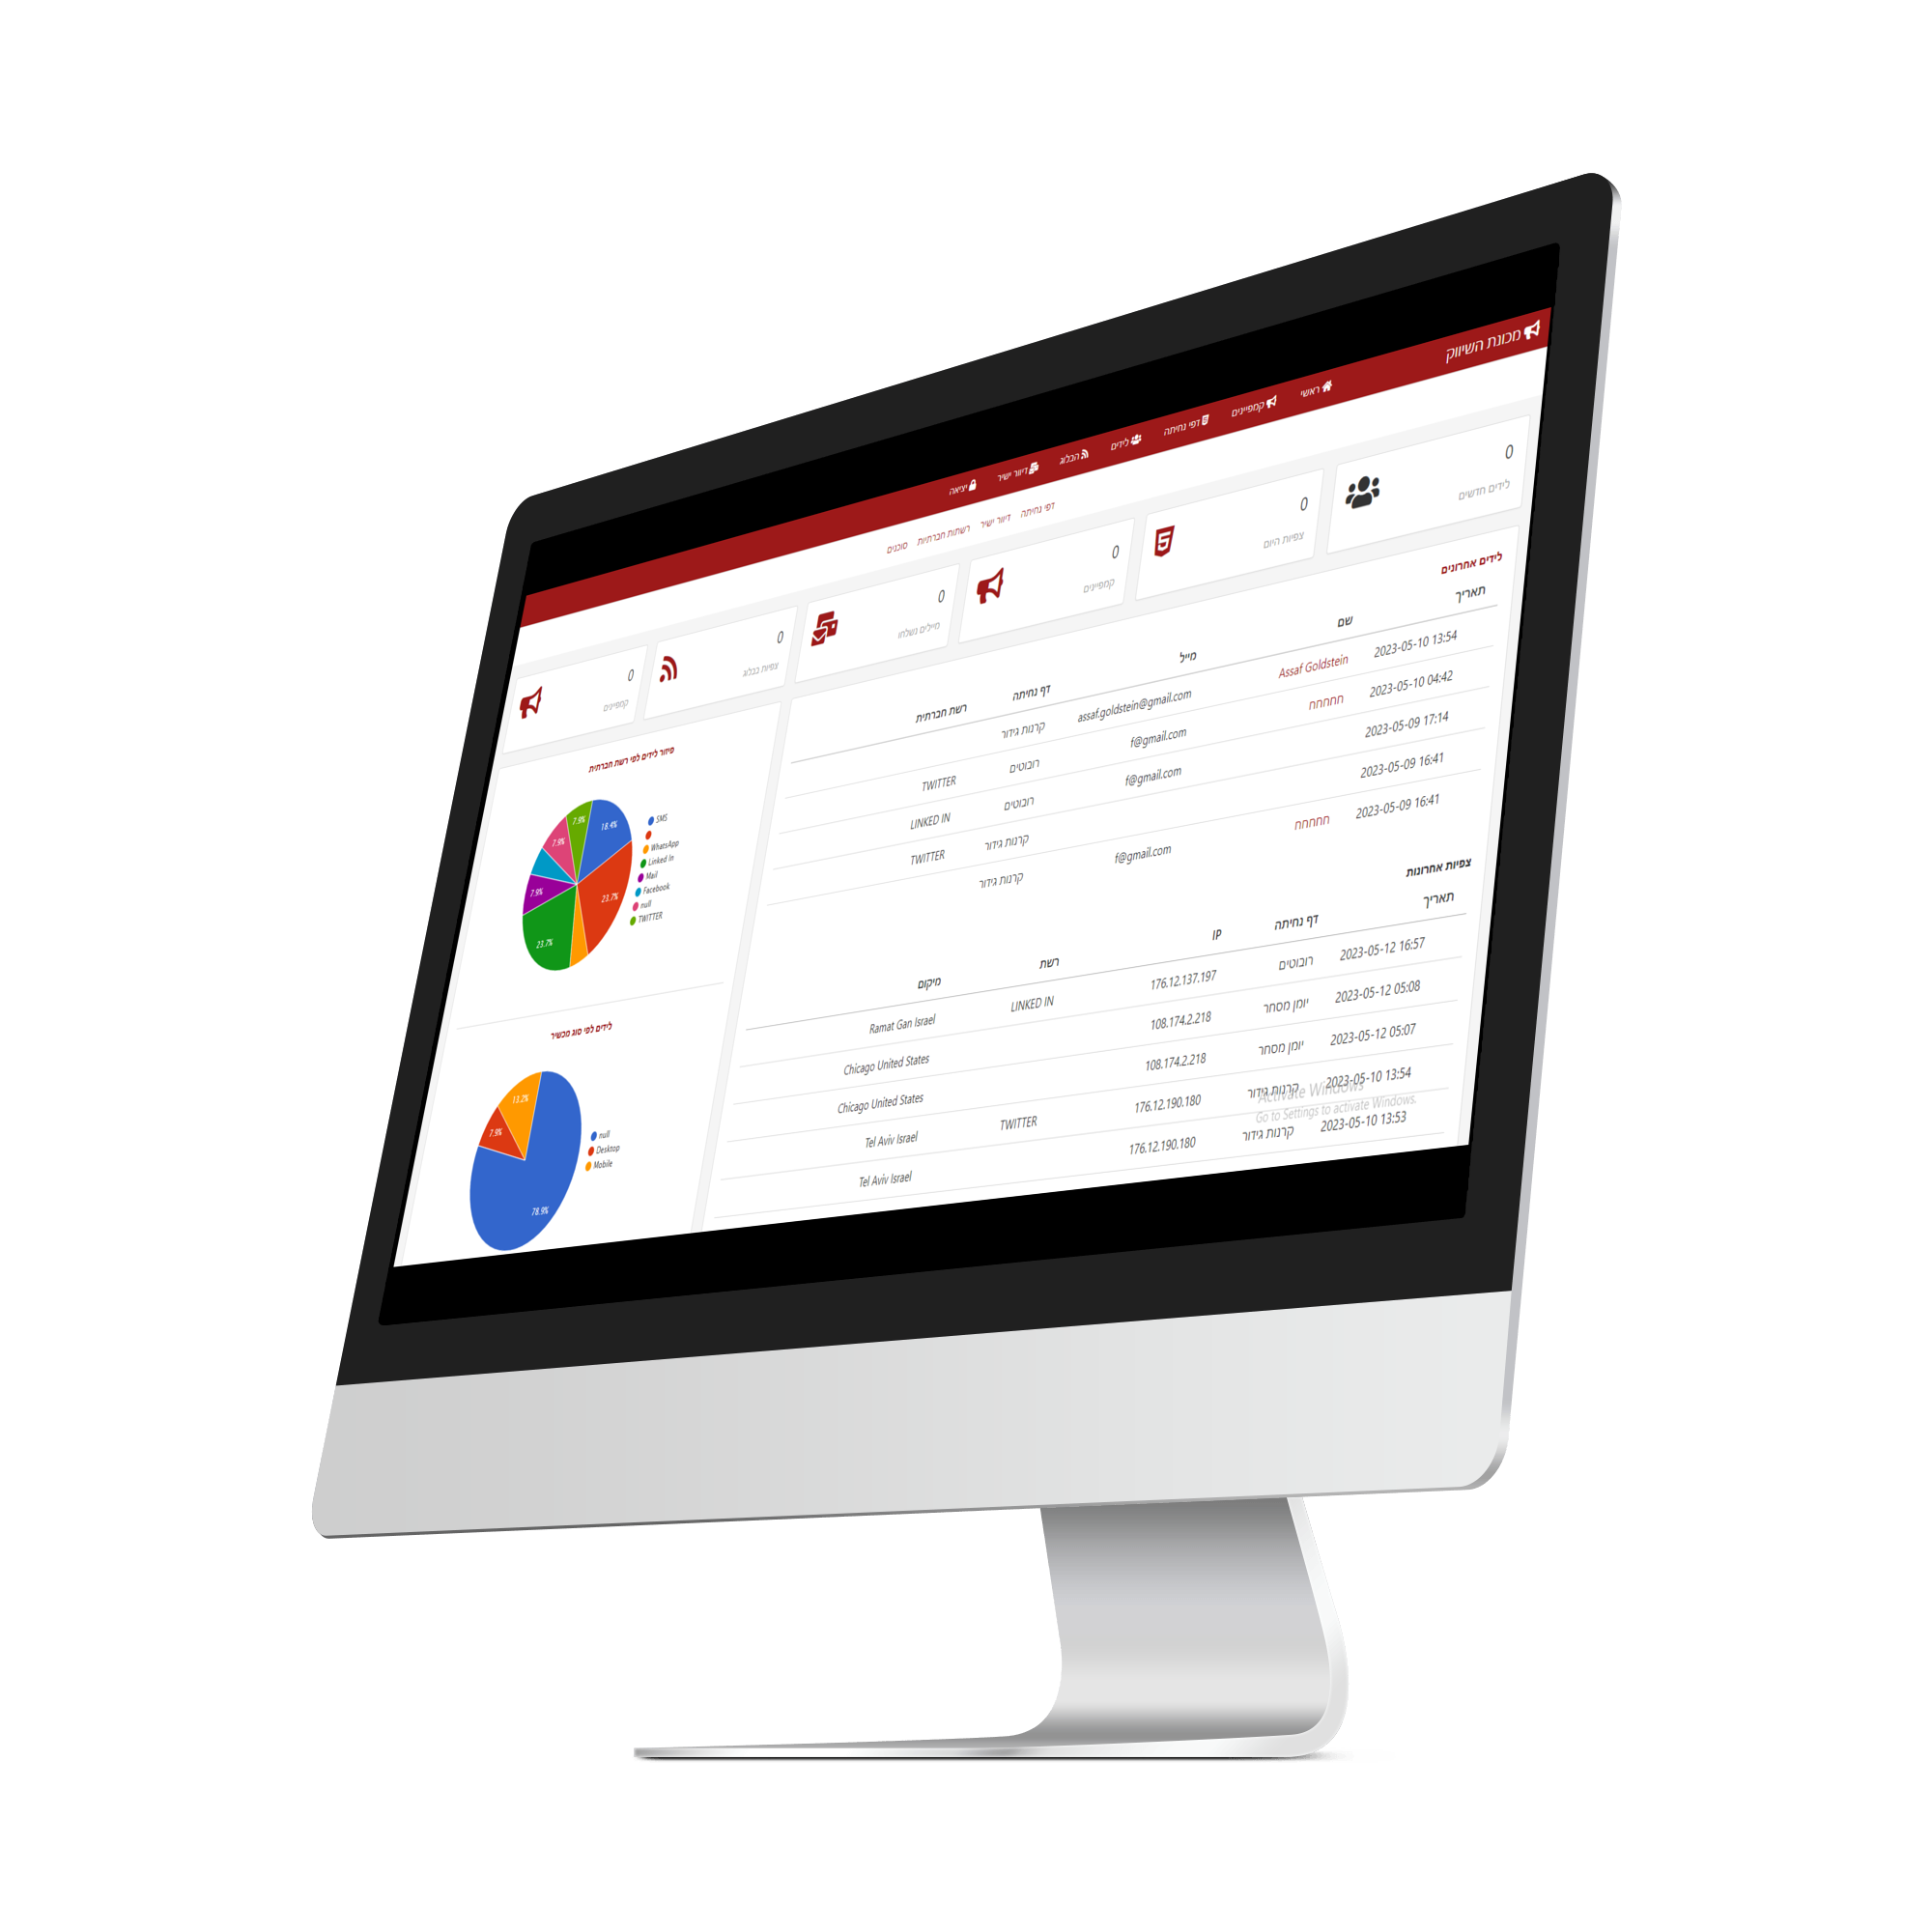 מכונת השיווק
ראשי קמפיינים דפי נחיתה לידים הבלוג דיוור ישיר יציאה
דפי נחיתה דיוור ישיר רשתות חברתיות סוכנים
0 לידים חדשים
0 צפיות היום
0 קמפיינים
0 מיילים נשלחו
0 צפיות בבלוג
0 קמפיינים
לידים אחרונים
תאריך שם מייל דף נחיתה רשת חברתית
2023-05-10 13:54 Assaf Goldstein assaf.goldstein@gmail.com קרנות גידור
2023-05-10 04:42 חחחחח f@gmail.com רובוטים TWITTER
2023-05-09 17:14 f@gmail.com רובוטים LINKED IN
2023-05-09 16:41 קרנות גידור TWITTER
2023-05-09 16:41 חחחחח f@gmail.com קרנות גידור
צפיות אחרונות
תאריך דף נחיתה IP רשת מיקום
2023-05-12 16:57 רובוטים 176.12.137.197 LINKED IN Ramat Gan Israel
2023-05-12 05:08 יומן מסחר 108.174.2.218 Chicago United States
2023-05-12 05:07 יומן מסחר 108.174.2.218 Chicago United States
2023-05-10 13:54 קרנות גידור 176.12.190.180 TWITTER Tel Aviv Israel
2023-05-10 13:53 קרנות גידור 176.12.190.180 Tel Aviv Israel
Activate Windows
Go to Settings to activate Windows.
פיזור לידים לפי רשת חברתית
18.4%
23.7%
23.7%
7.9%
7.9%
7.9%
SMS
WhatsApp
Linked In
Mail
Facebook
null
TWITTER
לידים לפי סוג מכשיר
13.2%
7.9%
78.9%
null
Desktop
Mobile